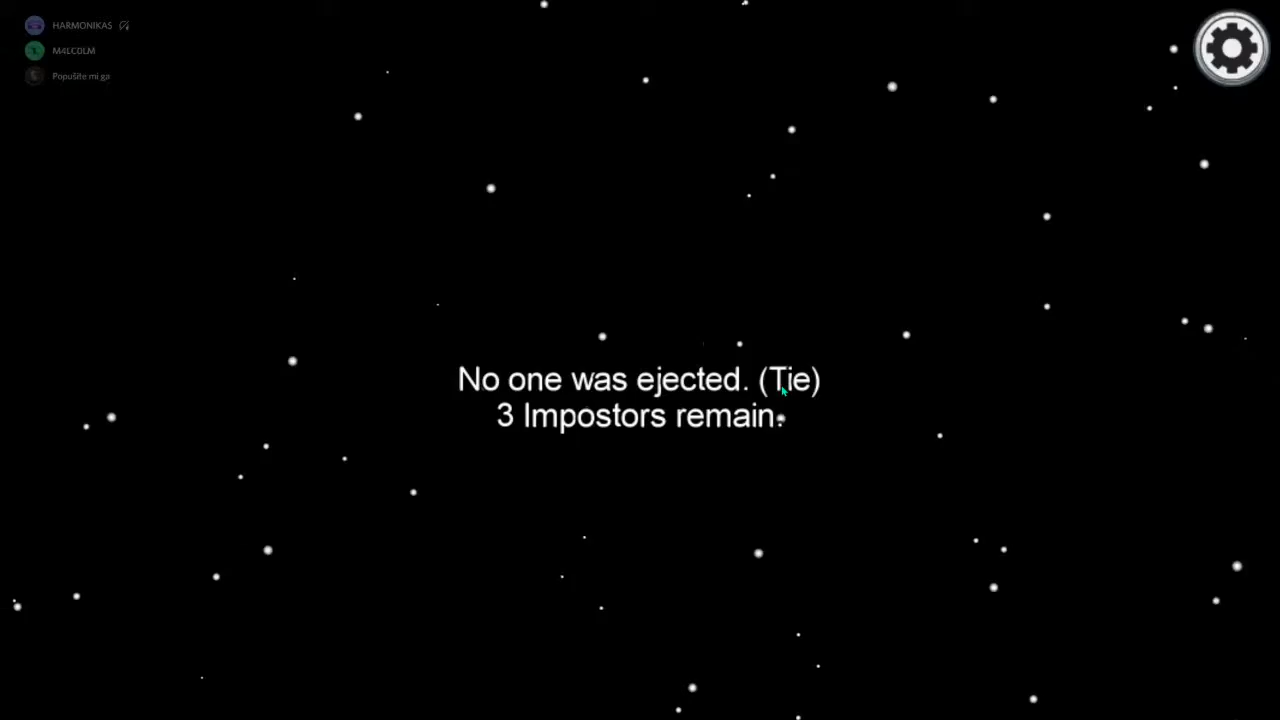 HARMONIKAS
M4LC0LM
Popušite mi ga
No one was ejected. (Tie)
3 Impostors remain.